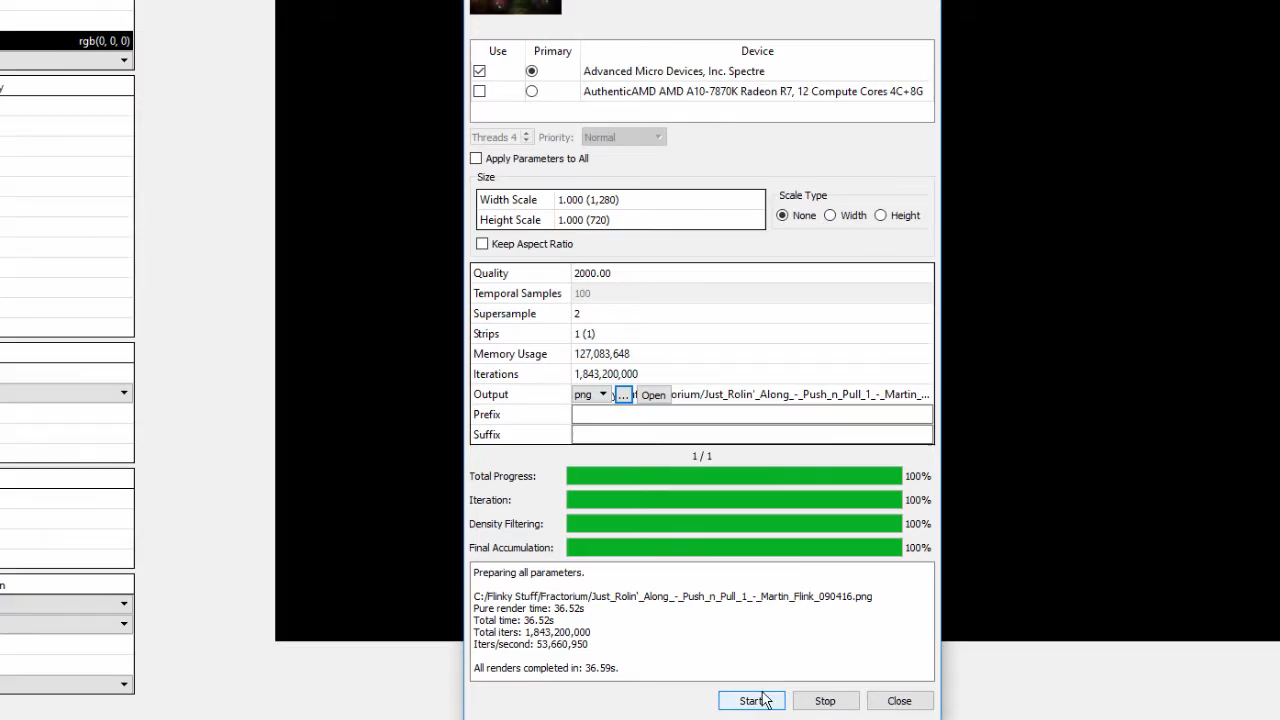 rgb(0, 0, 0)
y
n
Use Primary Device
Advanced Micro Devices, Inc. Spectre
AuthenticAMD AMD A10-7870K Radeon R7, 12 Compute Cores 4C+8G
Threads 4 Priority: Normal
Apply Parameters to All
Size
Width Scale 1.000 (1,280)
Height Scale 1.000 (720)
Scale Type
None Width Height
Keep Aspect Ratio
Quality 2000.00
Temporal Samples 100
Supersample 2
Strips 1 (1)
Memory Usage 127,083,648
Iterations 1,843,200,000
Output png ... Open orium/Just_Rolin'_Along_-_Push_n_Pull_1_-_Martin_...
Prefix
Suffix
1 / 1
Total Progress: 100%
Iteration: 100%
Density Filtering: 100%
Final Accumulation: 100%
Preparing all parameters.
C:/Flinky Stuff/Fractorium/Just_Rolin'_Along_-_Push_n_Pull_1_-_Martin_Flink_090416.png
Pure render time: 36.52s
Total time: 36.52s
Total iters: 1,843,200,000
Iters/second: 53,660,950
All renders completed in: 36.59s.
Start Stop Close